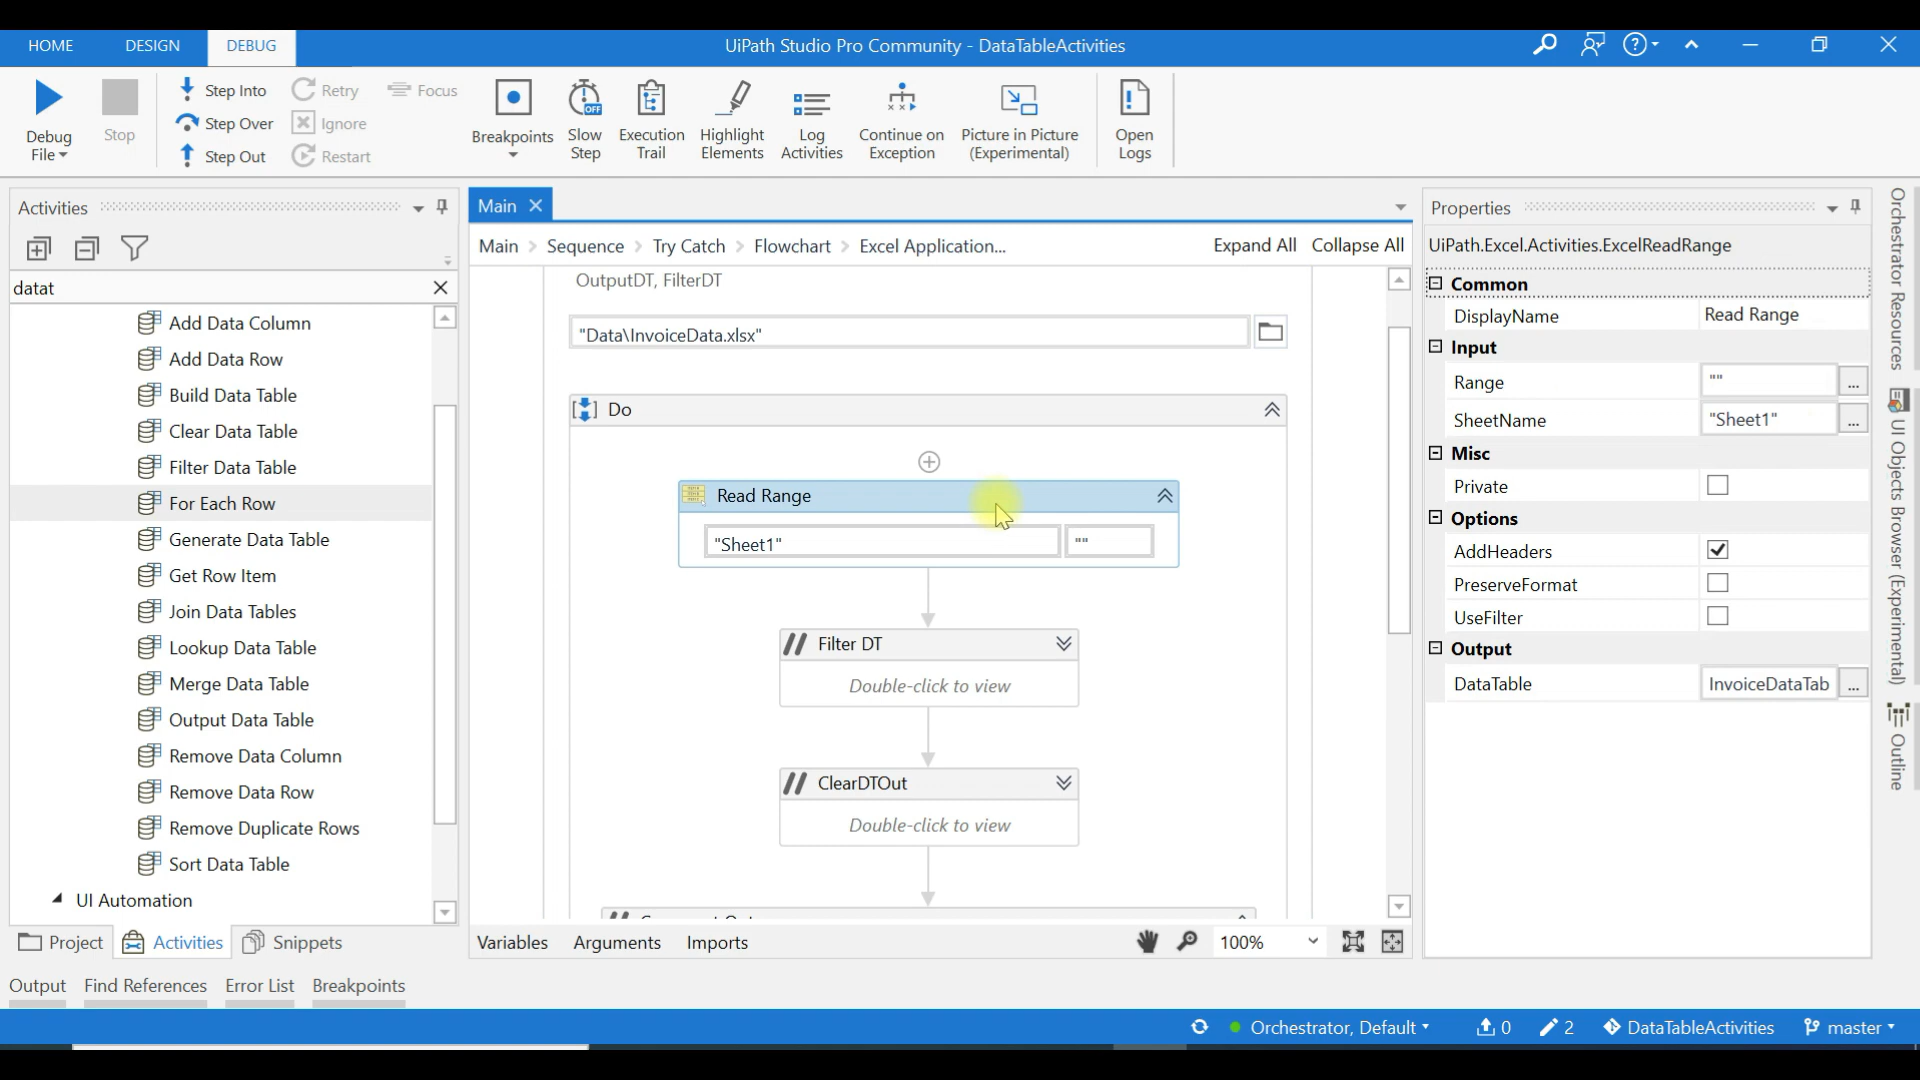 HOME DESIGN DEBUG
UiPath Studio Pro Community - DataTableActivities
Debug File
Stop
Step Into
Step Over
Step Out
Retry
Ignore
Restart
Focus
Breakpoints
Slow Step
Execution Trail
Highlight Elements
Log Activities
Continue on Exception
Picture in Picture (Experimental)
Open Logs
Activities
datat
Add Data Column
Add Data Row
Build Data Table
Clear Data Table
Filter Data Table
For Each Row
Generate Data Table
Get Row Item
Join Data Tables
Lookup Data Table
Merge Data Table
Output Data Table
Remove Data Column
Remove Data Row
Remove Duplicate Rows
Sort Data Table
UI Automation
Project Activities Snippets
Main
Main Sequence Try Catch Flowchart Excel Application... Expand All Collapse All
OutputDT, FilterDT
"Data\InvoiceData.xlsx"
Do
Read Range
"Sheet1" ""
Filter DT
Double-click to view
ClearDTOut
Double-click to view
Variables Arguments Imports 100%
Properties
UiPath.Excel.Activities.ExcelReadRange
Common
DisplayName Read Range
Input
Range "" ...
SheetName "Sheet1" ...
Misc
Private
Options
AddHeaders
PreserveFormat
UseFilter
Output
DataTable InvoiceDataTab ...
Orchestrator Resources
UI Objects Browser (Experimental)
Outline
Output Find References Error List Breakpoints
Orchestrator, Default 0 2 DataTableActivities master